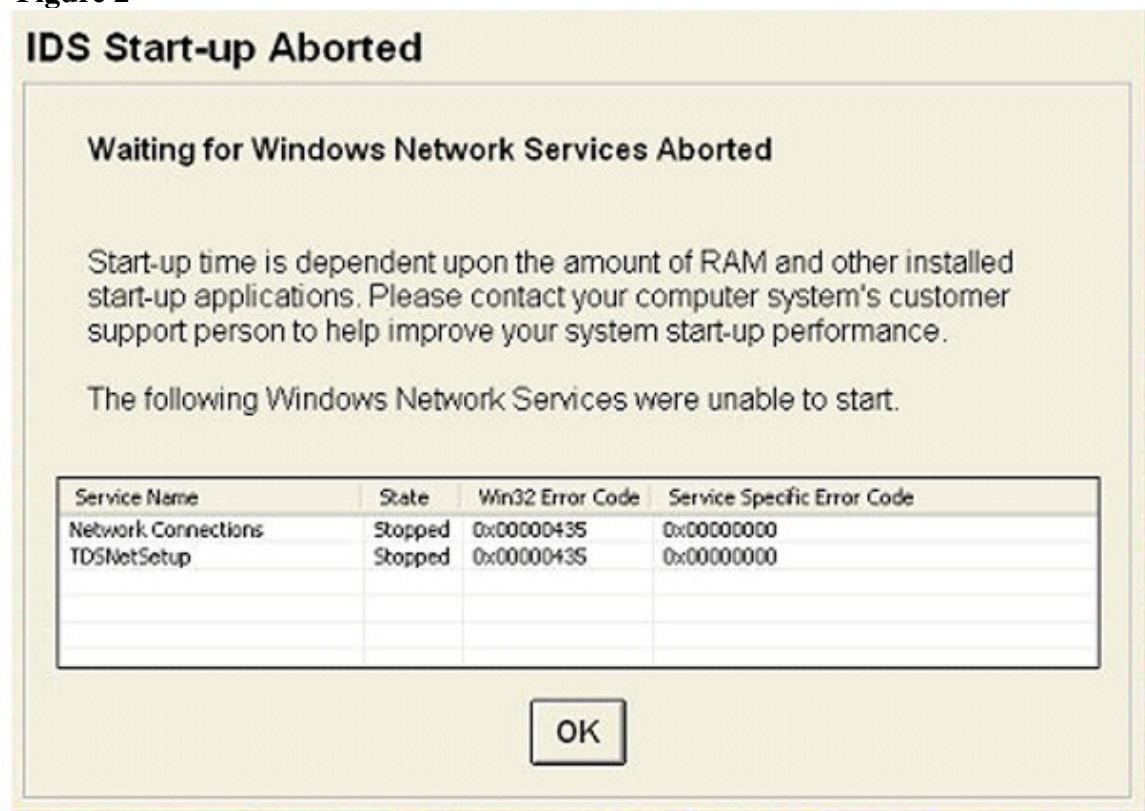 Figure 2
IDS Start-up Aborted
Waiting for Windows Network Services Aborted
Start-up time is dependent upon the amount of RAM and other installed
start-up applications. Please contact your computer system's customer
support person to help improve your system start-up performance.
The following Windows Network Services were unable to start.
Service Name State Win32 Error Code Service Specific Error Code
Network Connections Stopped 0x00000435 0x00000000
TDSNetSetup Stopped 0x00000435 0x00000000
OK